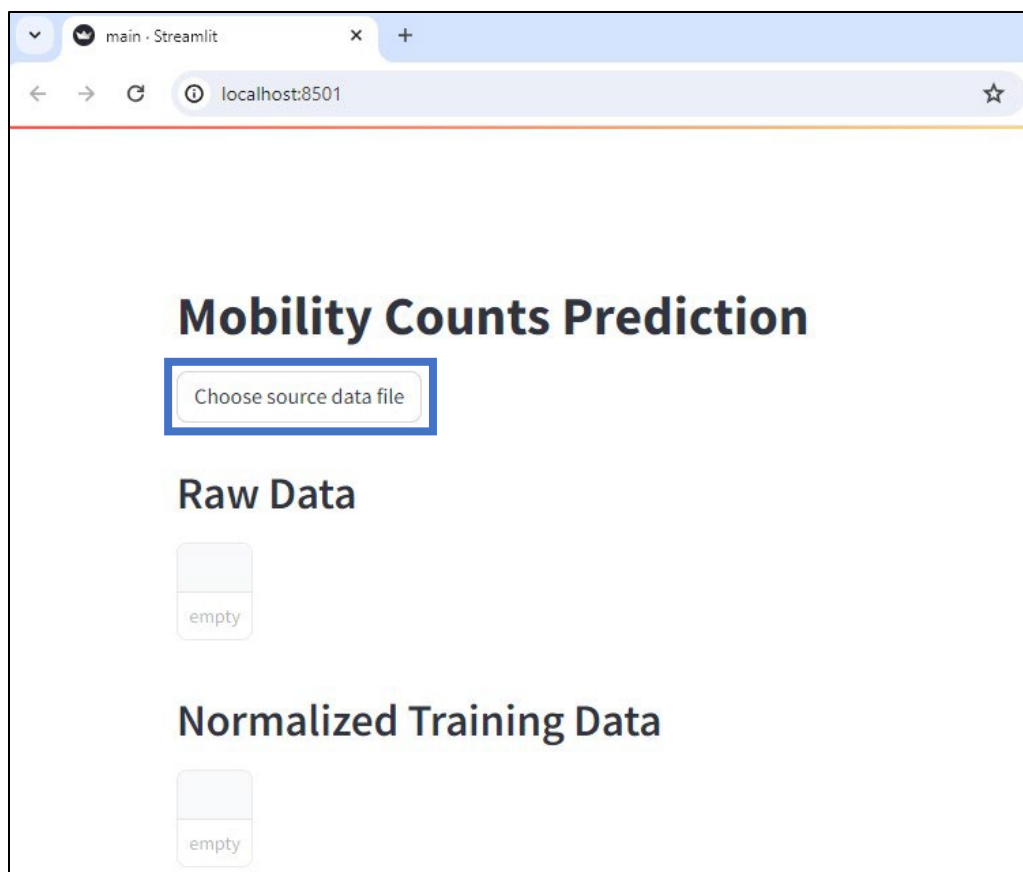 main · Streamlit
localhost:8501
Mobility Counts Prediction
Choose source data file
Raw Data
empty
Normalized Training Data
empty